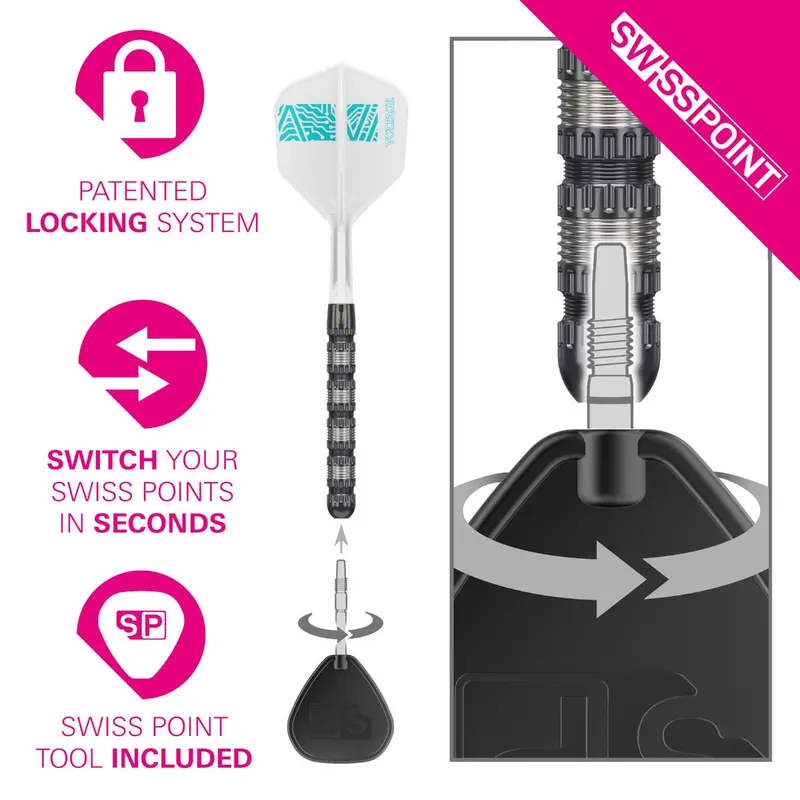 PATENTED
LOCKING SYSTEM
SWITCH YOUR
SWISS POINTS
IN SECONDS
SP
SWISS POINT
TOOL INCLUDED
SWISSPOINT